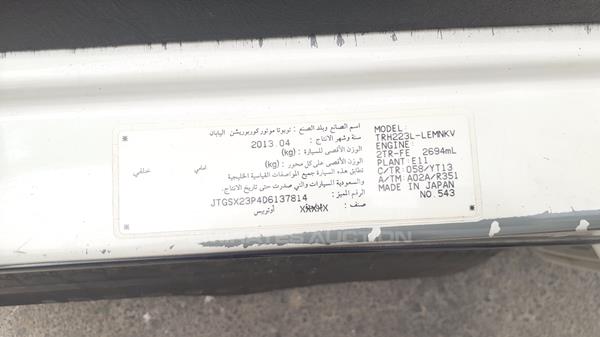 اسم الصانع وبلد الصنع : تويوتا موتور كوربوريشن اليابان
سنة وشهر الانتاج : 2013.04
الوزن الأقصى للسيارة : (kg)
الوزن الأقصى على كل محور : (kg) أمامي خلفي
تطابق هذه السيارة جميع المواصفات القياسية الخليجية
والسعودية للسيارات والتي صدرت حتى تاريخ الانتاج.
الرقم المميز : JTGSX23P4D6137814
صنف : XXXXX أوتوبيس
MODEL:
TRH223L-LEMNKV
ENGINE:
2TR-FE 2694mL
PLANT:E11
C/TR:058/YT13
A/TM:A02A/R351
MADE IN JAPAN
NO.543
AUCTION